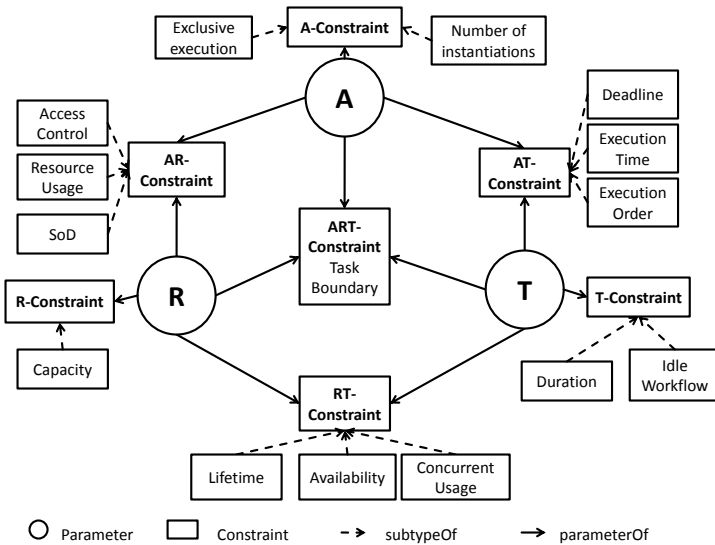 A-Constraint
Exclusive
execution
Number of
instantiations
A
Access
Control
Resource
Usage
SoD
AR-
Constraint
AT-
Constraint
Deadline
Execution
Time
Execution
Order
ART-
Constraint
Task
Boundary
R-Constraint
R
T
T-Constraint
Capacity
Duration
Idle
Workflow
RT-
Constraint
Lifetime
Availability
Concurrent
Usage
Parameter
Constraint
subtypeOf
parameterOf